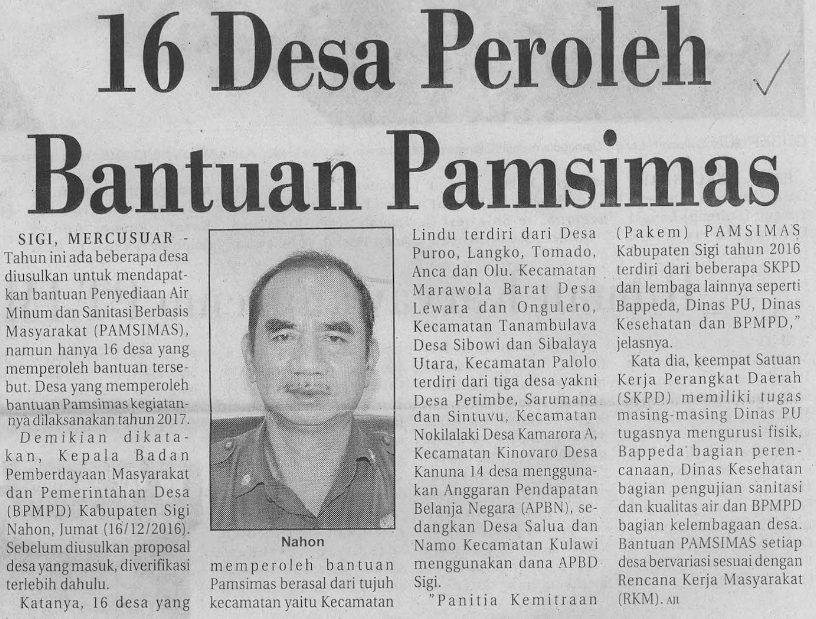 16 Desa Peroleh
Bantuan Pamsimas
SIGI, MERCUSUAR -
Tahun ini ada beberapa desa
diusulkan untuk mendapat-
kan bantuan Penyediaan Air
Minum dan Sanitasi Berbasis
Masyarakat (PAMSIMAS),
namun hanya 16 desa yang
memperoleh bantuan terse-
but. Desa yang memperoleh
bantuan Pamsimas kegiatan-
nya dilaksanakan tahun 2017.
Demikian dikata-
kan, Kepala Badan
Pemberdayaan Masyarakat
dan Pemerintahan Desa
(BPMPD) Kabupaten Sigi
Nahon, Jumat (16/12/2016).
Sebelum diusulkan proposal
desa yang masuk, diverifikasi
terlebih dahulu.
Katanya, 16 desa yang
Nahon
memperoleh bantuan
Pamsimas berasal dari tujuh
kecamatan yaitu Kecamatan
Lindu terdiri dari Desa
Puroo, Langko, Tomado,
Anca dan Olu. Kecamatan
Marawola Barat Desa
Lewara dan Ongulero,
Kecamatan Tanambulava
Desa Sibowi dan Sibalaya
Utara, Kecamatan Palolo
terdiri dari tiga desa yakni
Desa Petimbe, Sarumana
dan Sintuvu, Kecamatan
Nokilalaki Desa Kamarora A,
Kecamatan Kinovaro Desa
Kanuna 14 desa mengguna-
kan Anggaran Pendapatan
Belanja Negara (APBN), se-
dangkan Desa Salua dan
Namo Kecamatan Kulawi
menggunakan dana APBD
Sigi.
"Panitia Kemitraan
(Pakem) PAMSIMAS
Kabupaten Sigi tahun 2016
terdiri dari beberapa SKPD
dan lembaga lainnya seperti
Bappeda, Dinas PU, Dinas
Kesehatan dan BPMPD,"
jelasnya.
Kata dia, keempat Satuan
Kerja Perangkat Daerah
(SKPD) memiliki tugas
masing-masing Dinas PU
tugasnya mengurusi fisik,
Bappeda bagian peren-
canaan, Dinas Kesehatan
bagian pengujian sanitasi
dan kualitas air dan BPMPD
bagian kelembagaan desa.
Bantuan PAMSIMAS setiap
desa bervariasi sesuai dengan
Rencana Kerja Masyarakat
(RKM). AJI